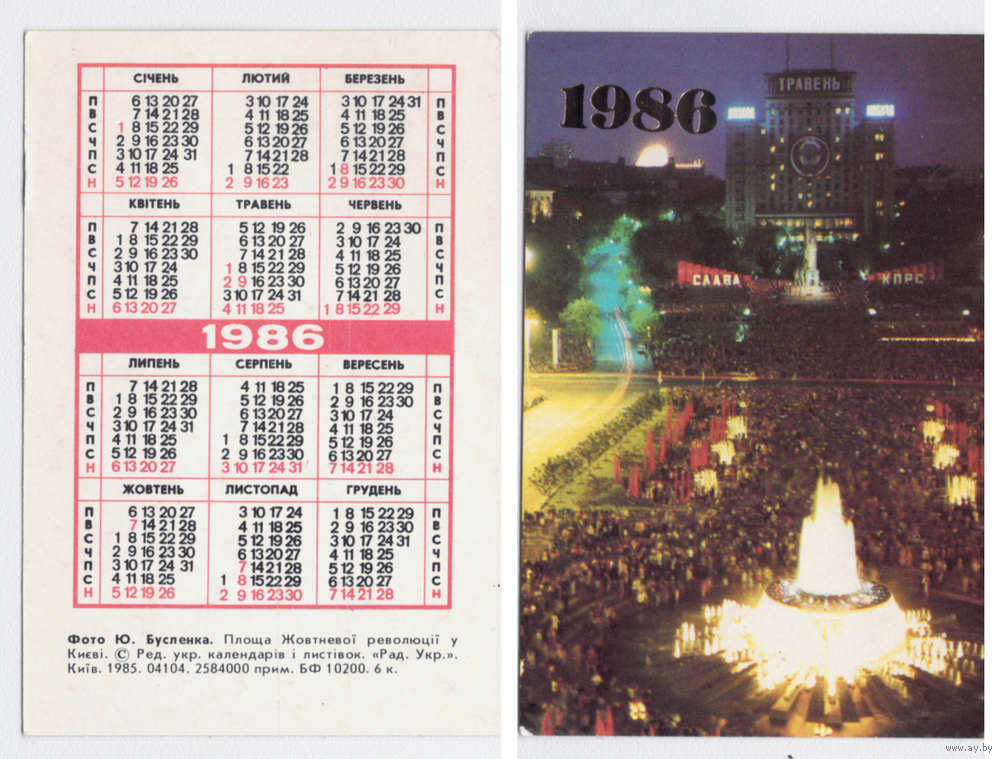 СІЧЕНЬ ЛЮТИЙ БЕРЕЗЕНЬ
П 6 13 20 27 3 10 17 24 3 10 17 24 31 П
В 7 14 21 28 4 11 18 25 4 11 18 25 В
С 1 8 15 22 29 5 12 19 26 5 12 19 26 С
Ч 2 9 16 23 30 6 13 20 27 6 13 20 27 Ч
П 3 10 17 24 31 7 14 21 28 7 14 21 28 П
С 4 11 18 25 1 8 15 22 1 8 15 22 29 С
Н 5 12 19 26 2 9 16 23 2 9 16 23 30 Н
КВІТЕНЬ ТРАВЕНЬ ЧЕРВЕНЬ
П 7 14 21 28 5 12 19 26 2 9 16 23 30 П
В 1 8 15 22 29 6 13 20 27 3 10 17 24 В
С 2 9 16 23 30 7 14 21 28 4 11 18 25 С
Ч 3 10 17 24 1 8 15 22 29 5 12 19 26 Ч
П 4 11 18 25 2 9 16 23 30 6 13 20 27 П
С 5 12 19 26 3 10 17 24 31 7 14 21 28 С
Н 6 13 20 27 4 11 18 25 1 8 15 22 29 Н
1986
ЛИПЕНЬ СЕРПЕНЬ ВЕРЕСЕНЬ
П 7 14 21 28 4 11 18 25 1 8 15 22 29 П
В 1 8 15 22 29 5 12 19 26 2 9 16 23 30 В
С 2 9 16 23 30 6 13 20 27 3 10 17 24 С
Ч 3 10 17 24 31 7 14 21 28 4 11 18 25 Ч
П 4 11 18 25 1 8 15 22 29 5 12 19 26 П
С 5 12 19 26 2 9 16 23 30 6 13 20 27 С
Н 6 13 20 27 3 10 17 24 31 7 14 21 28 Н
ЖОВТЕНЬ ЛИСТОПАД ГРУДЕНЬ
П 6 13 20 27 3 10 17 24 1 8 15 22 29 П
В 7 14 21 28 4 11 18 25 2 9 16 23 30 В
С 1 8 15 22 29 5 12 19 26 3 10 17 24 31 С
Ч 2 9 16 23 30 6 13 20 27 4 11 18 25 Ч
П 3 10 17 24 31 7 14 21 28 5 12 19 26 П
С 4 11 18 25 1 8 15 22 29 6 13 20 27 С
Н 5 12 19 26 2 9 16 23 30 7 14 21 28 Н
Фото Ю. Бусленка. Площа Жовтневої революції у
Києві. © Ред. укр. календарів і листівок. «Рад. Укр.».
Київ. 1985. 04104. 2584000 прим. БФ 10200. 6 к.
1986
ТРАВЕНЬ
МОСКВА
СЛАВА КПРС
www.ay.by